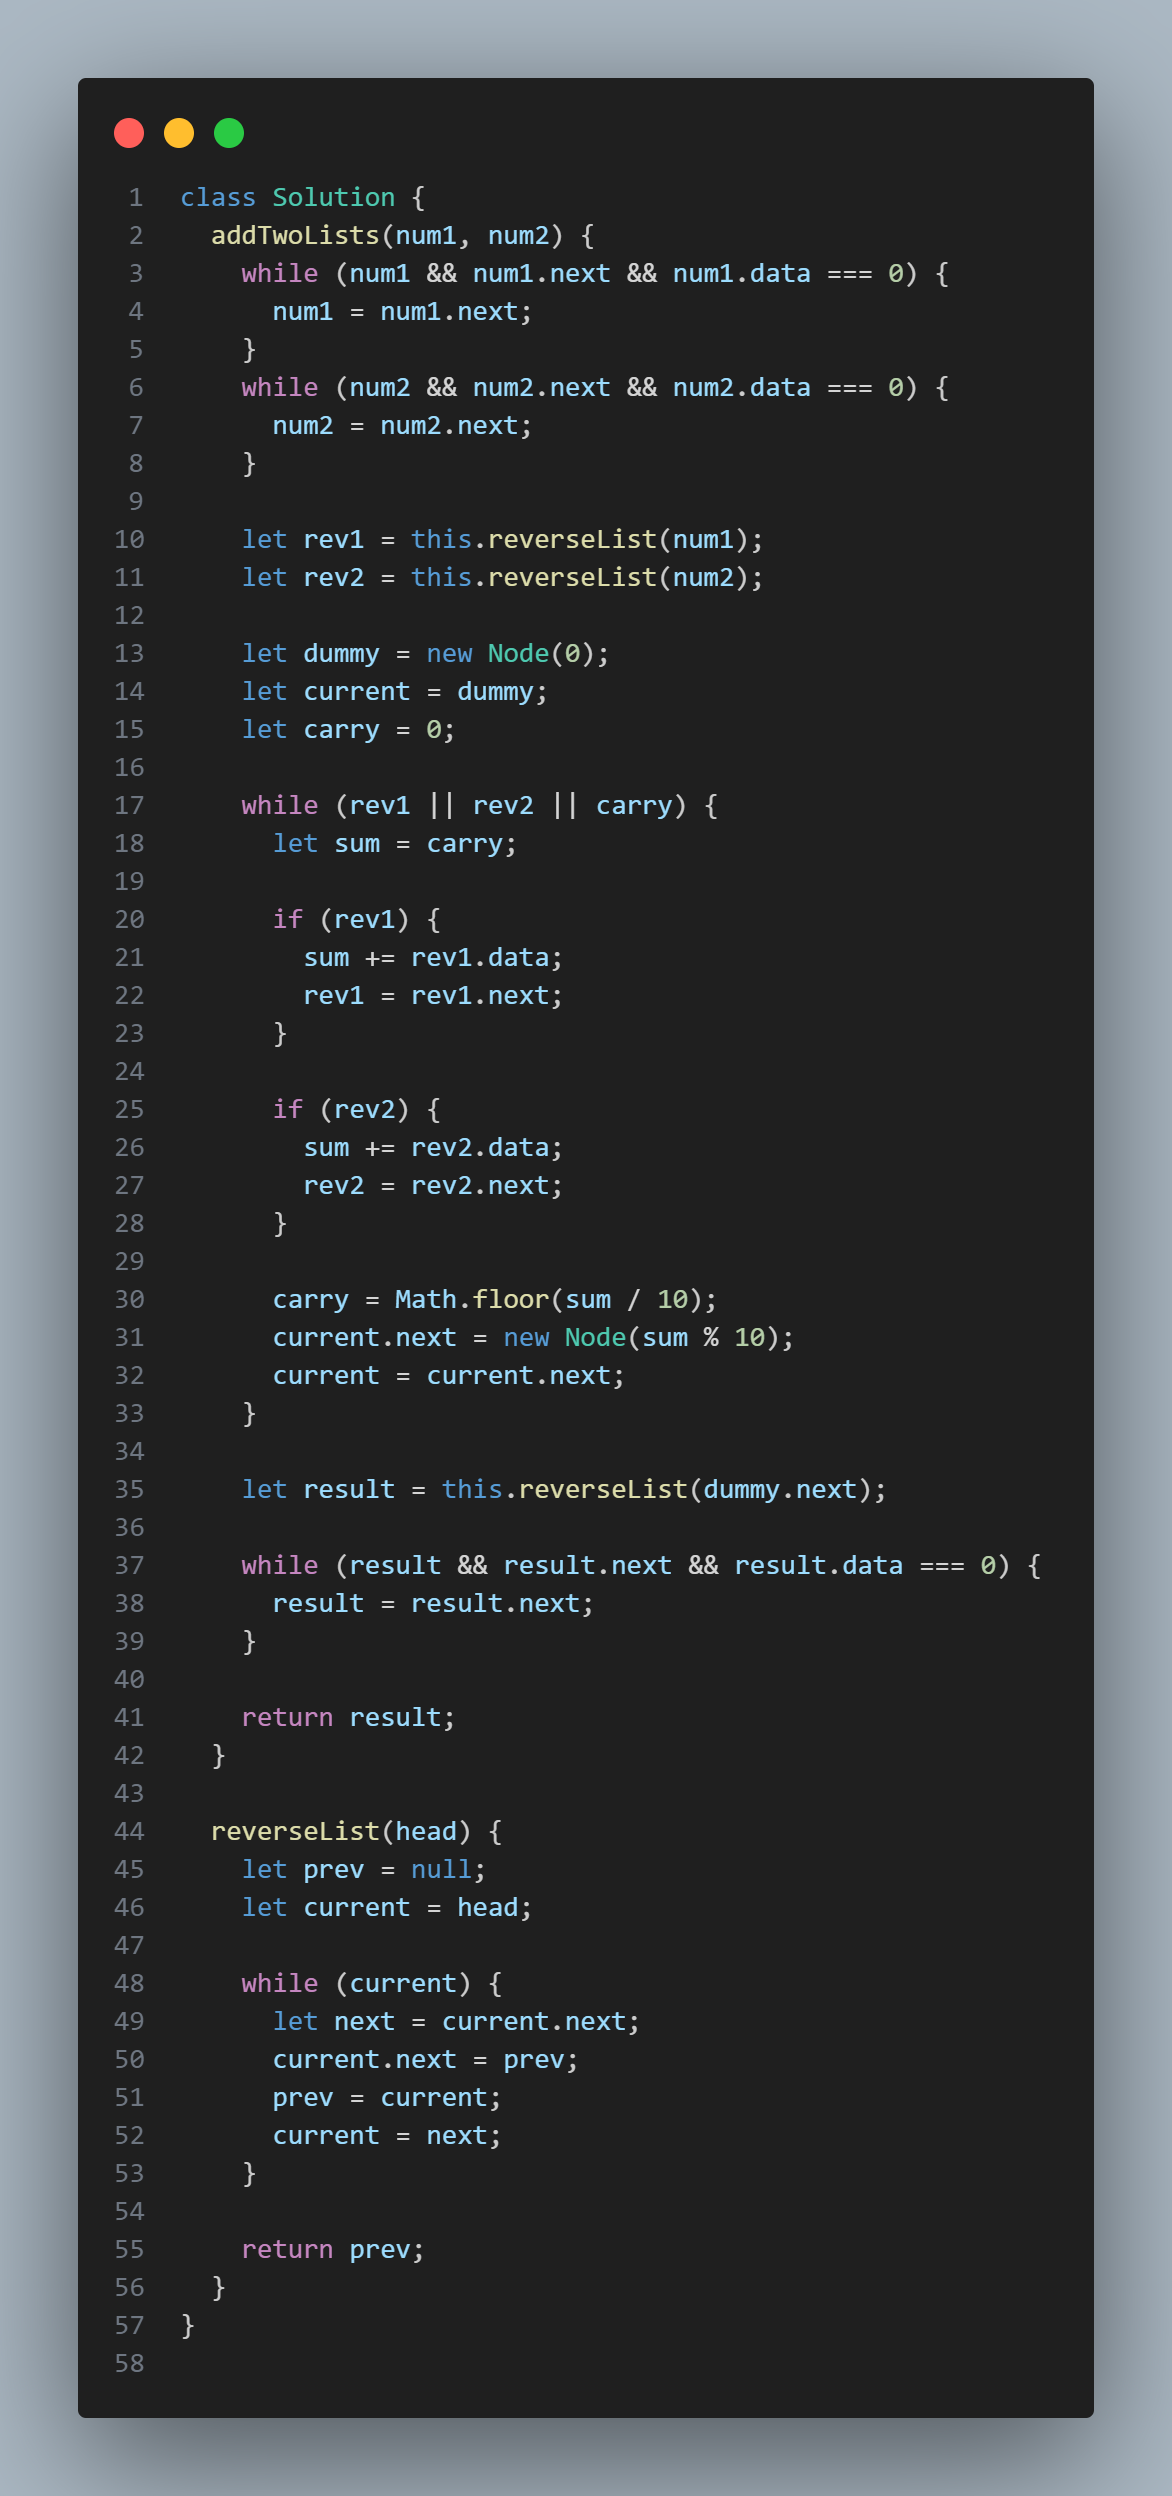 1 class Solution {
2 addTwoLists(num1, num2) {
3 while (num1 && num1.next && num1.data === 0) {
4 num1 = num1.next;
5 }
6 while (num2 && num2.next && num2.data === 0) {
7 num2 = num2.next;
8 }
9
10 let rev1 = this.reverseList(num1);
11 let rev2 = this.reverseList(num2);
12
13 let dummy = new Node(0);
14 let current = dummy;
15 let carry = 0;
16
17 while (rev1 || rev2 || carry) {
18 let sum = carry;
19
20 if (rev1) {
21 sum += rev1.data;
22 rev1 = rev1.next;
23 }
24
25 if (rev2) {
26 sum += rev2.data;
27 rev2 = rev2.next;
28 }
29
30 carry = Math.floor(sum / 10);
31 current.next = new Node(sum % 10);
32 current = current.next;
33 }
34
35 let result = this.reverseList(dummy.next);
36
37 while (result && result.next && result.data === 0) {
38 result = result.next;
39 }
40
41 return result;
42 }
43
44 reverseList(head) {
45 let prev = null;
46 let current = head;
47
48 while (current) {
49 let next = current.next;
50 current.next = prev;
51 prev = current;
52 current = next;
53 }
54
55 return prev;
56 }
57 }
58